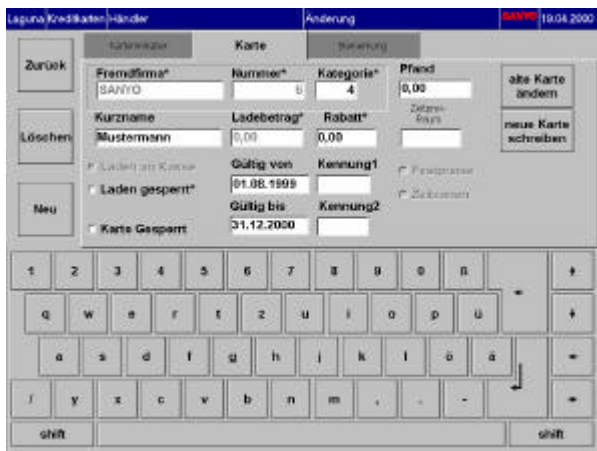 Laguna Kreditkarten Händler Änderung SANYO 19.04.2000
Karte
Zurück
Löschen
Neu
Fremdfirma* Nummer* Kategorie* Pfand
SANYO 6 4 0,00
Kurzname Ladebetrag* Rabatt*
Mustermann 0,00 0,00
Laden an Kasse Gültig von Kennung1
Laden gesperrt* 01.08.1999
Gültig bis Kennung2
Karte Gesperrt 31.12.2000
alte Karte
ändern
neue Karte
schreiben
1 2 3 4 5 6 7 8 9 0 ß
q w e r t z u i o p ü
a s d f g h j k l ö ä
/ y x c v b n m , . -
shift shift